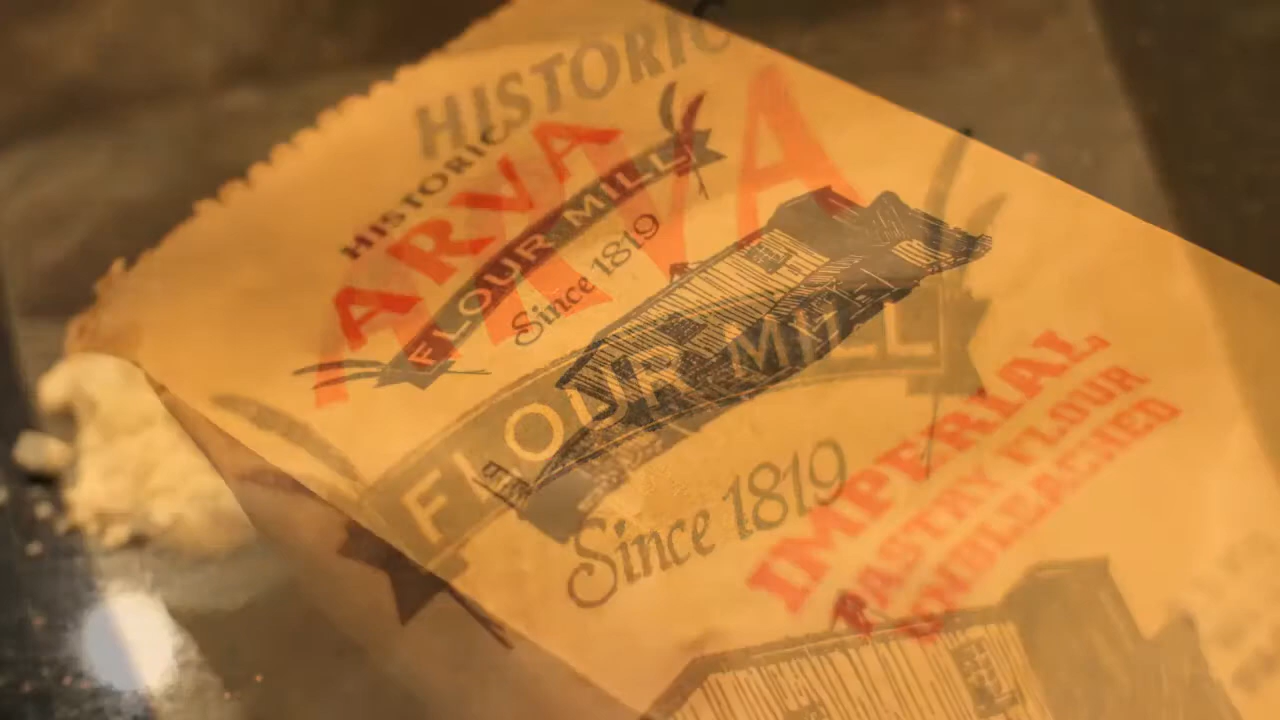 HISTORIC
ARVA
FLOUR MILL
Since 1819
IMPERIAL
PASTRY FLOUR
UNBLEACHED
HISTORIC
FLOUR MILL
Since 1819